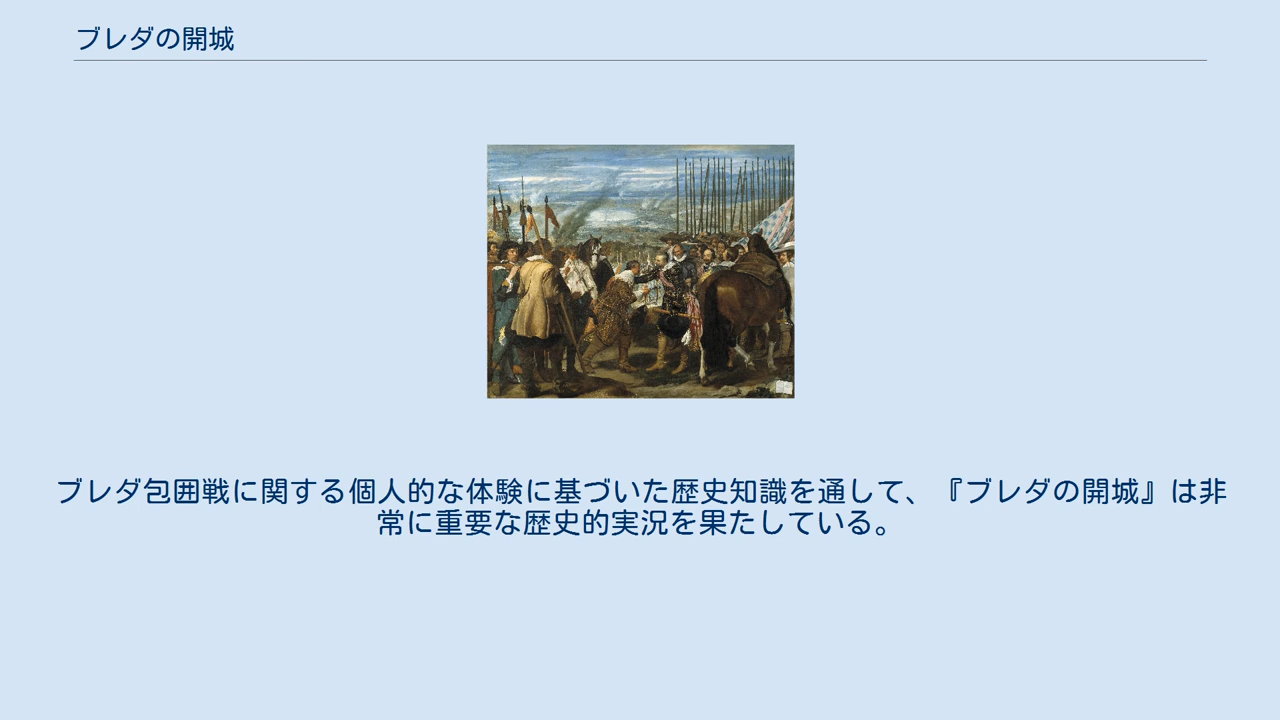 ブレダの開城
ブレダ包囲戦に関する個人的な体験に基づいた歴史知識を通して、『ブレダの開城』は非
常に重要な歴史的実況を果たしている。